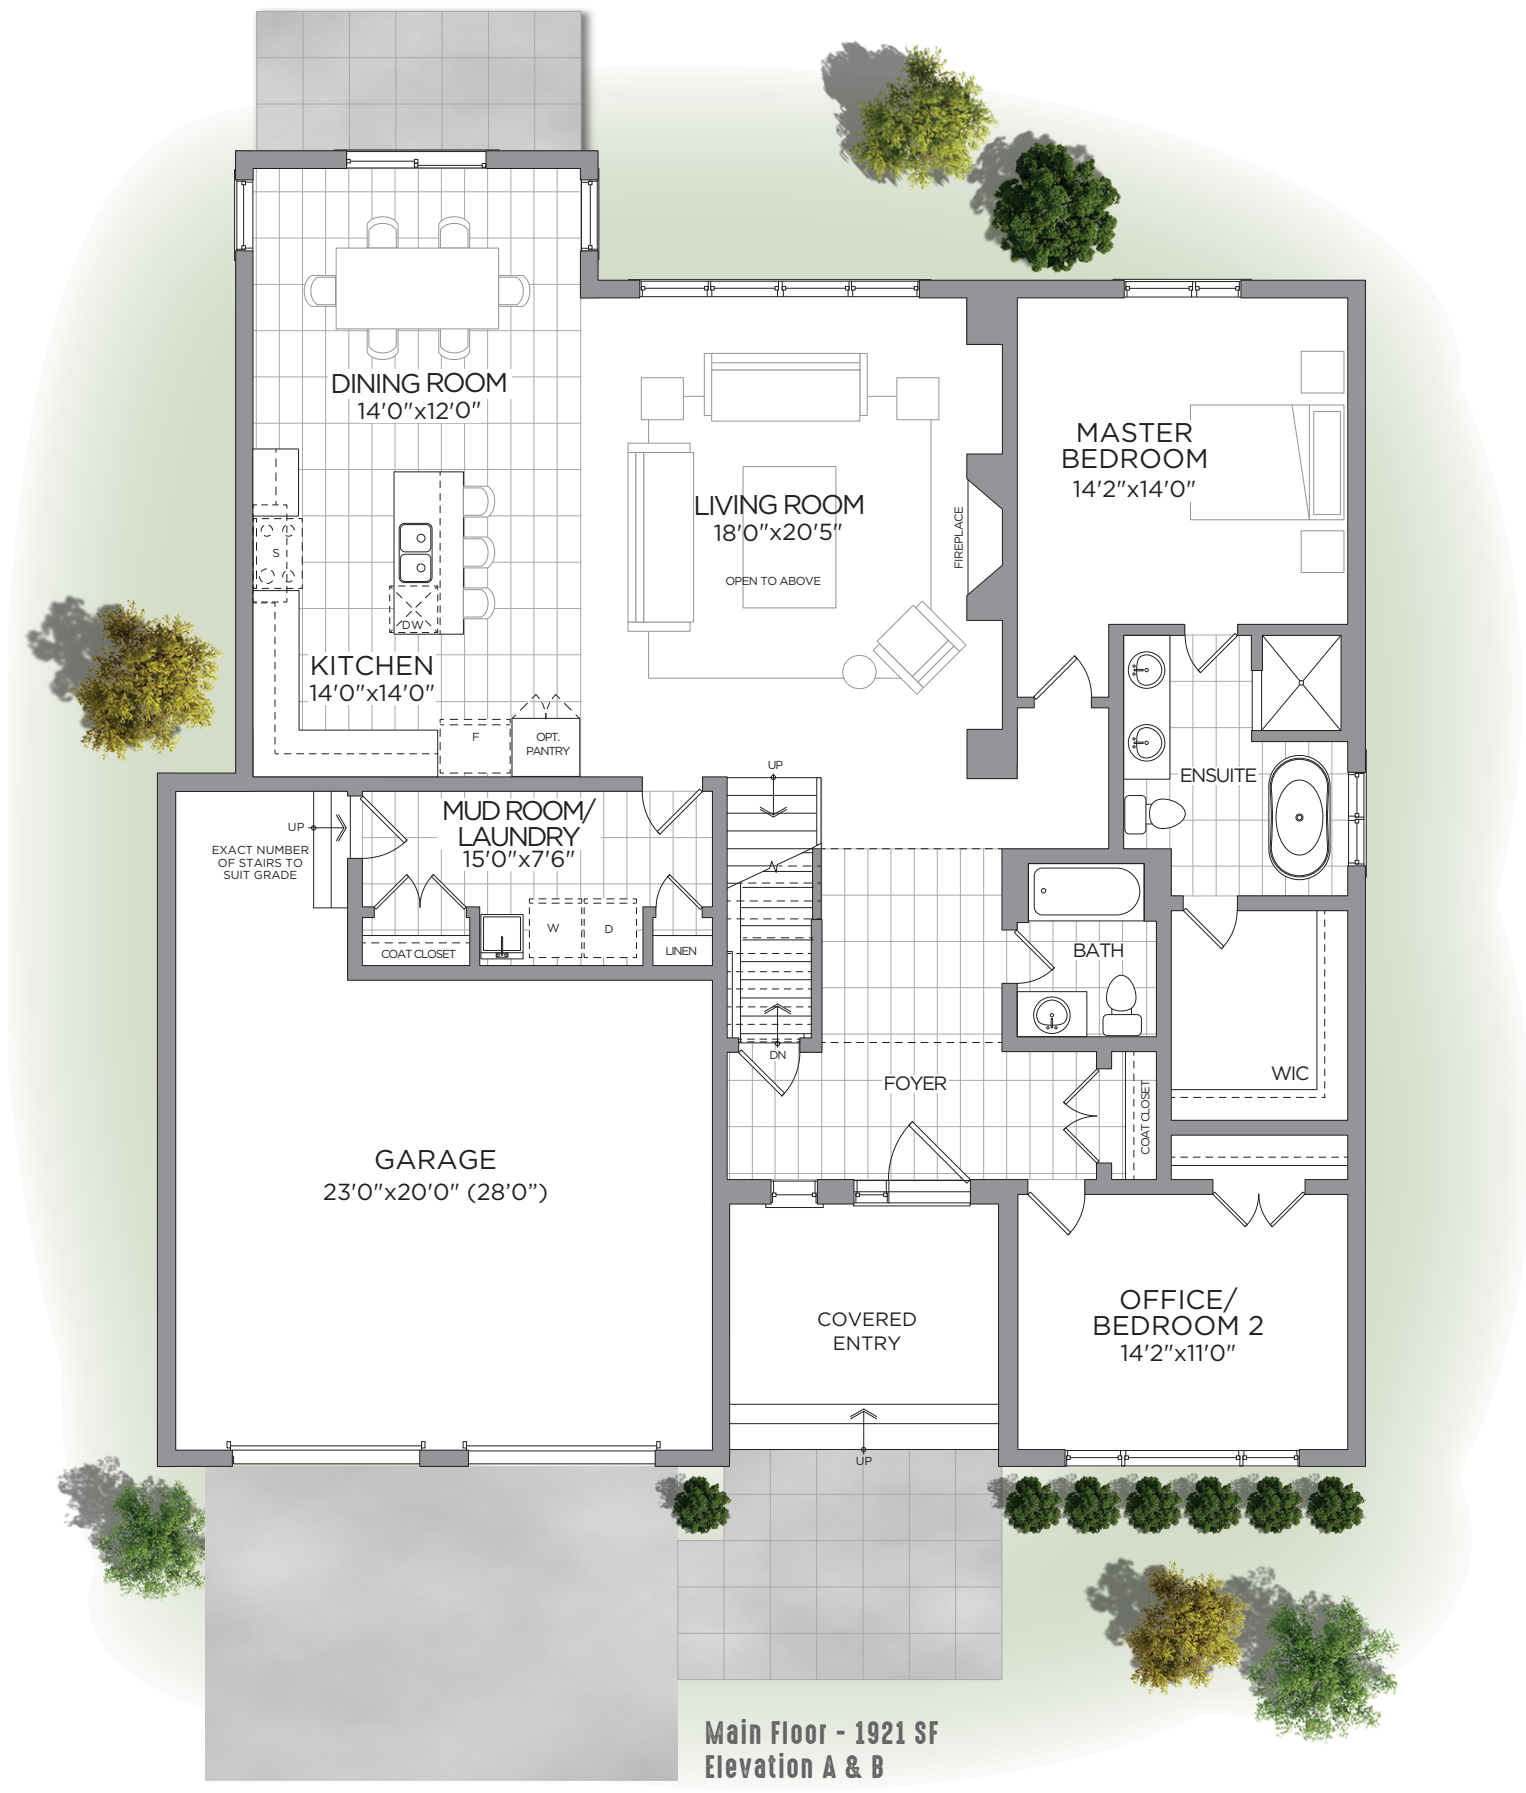 DINING ROOM
14'0"x12'0"
MASTER
BEDROOM
14'2"x14'0"
LIVING ROOM
18'0"x20'5"
OPEN TO ABOVE
FIREPLACE
S
DW
KITCHEN
14'0"x14'0"
F
OPT.
PANTRY
UP
ENSUITE
MUD ROOM/
LAUNDRY
15'0"x7'6"
UP
EXACT NUMBER
OF STAIRS TO
SUIT GRADE
W
D
COAT CLOSET
LINEN
BATH
DN
FOYER
COAT CLOSET
WIC
GARAGE
23'0"x20'0" (28'0”)
COVERED
ENTRY
OFFICE/
BEDROOM 2
14'2"x11'0"
UP
Main Floor - 1921 SF
Elevation A & B